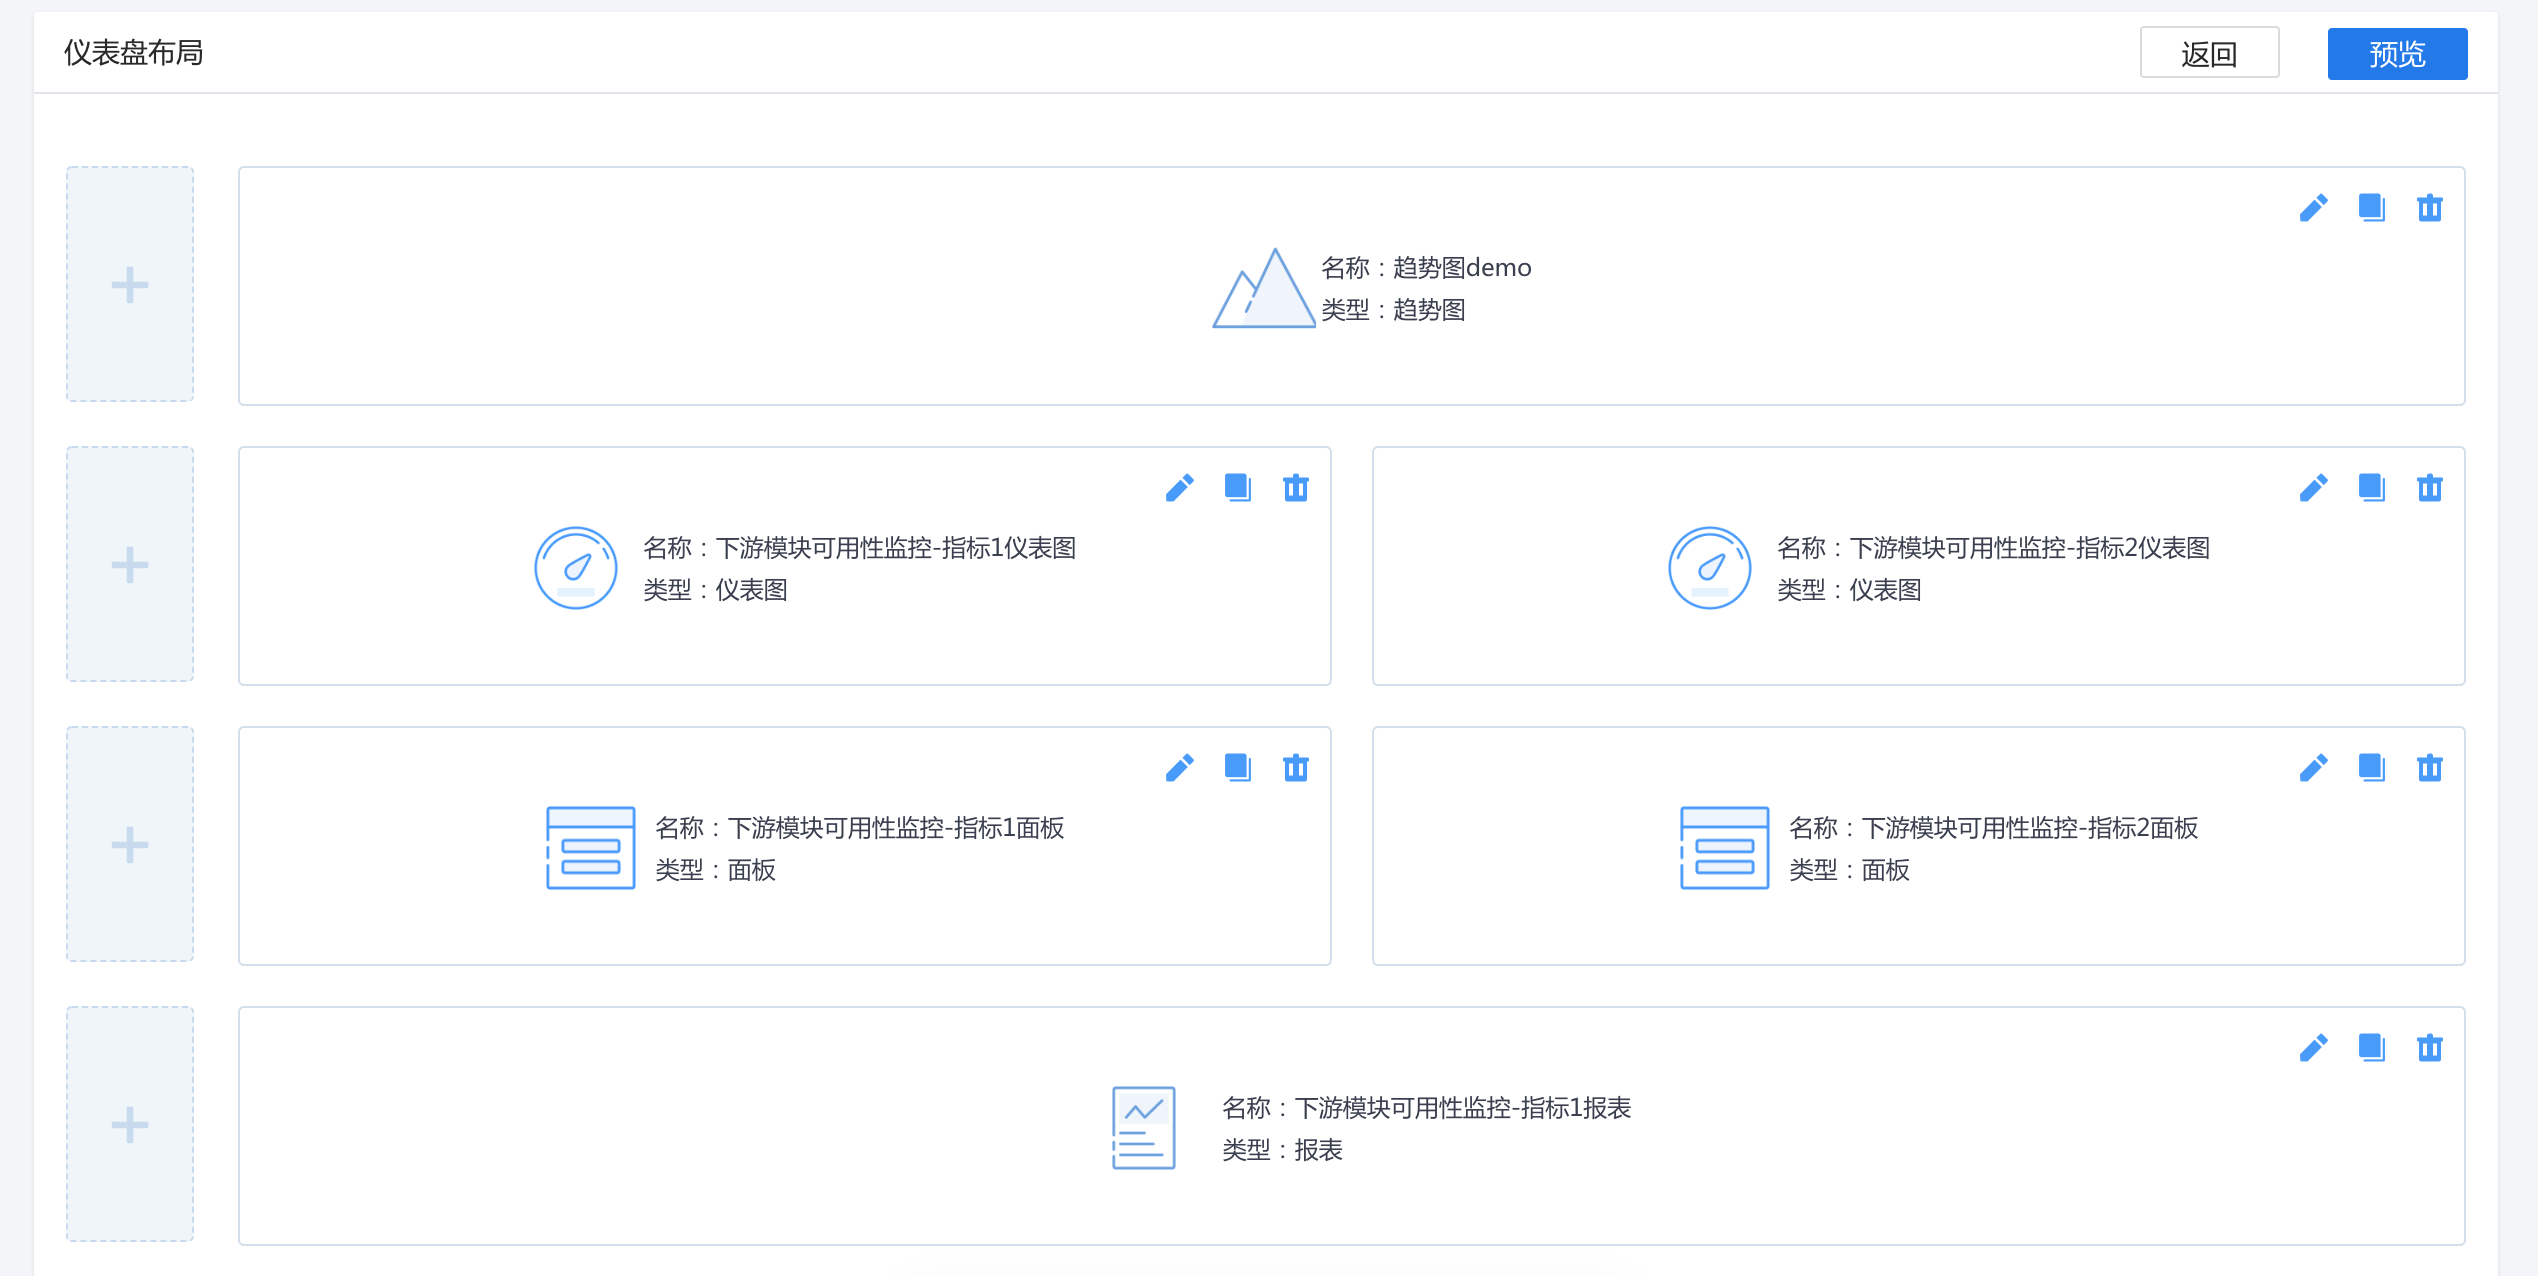 仪表盘布局
返回
预览
名称：趋势图demo
类型：趋势图
名称：下游模块可用性监控-指标1仪表图
类型：仪表图
名称：下游模块可用性监控-指标2仪表图
类型：仪表图
名称：下游模块可用性监控-指标1面板
类型：面板
名称：下游模块可用性监控-指标2面板
类型：面板
名称：下游模块可用性监控-指标1报表
类型：报表